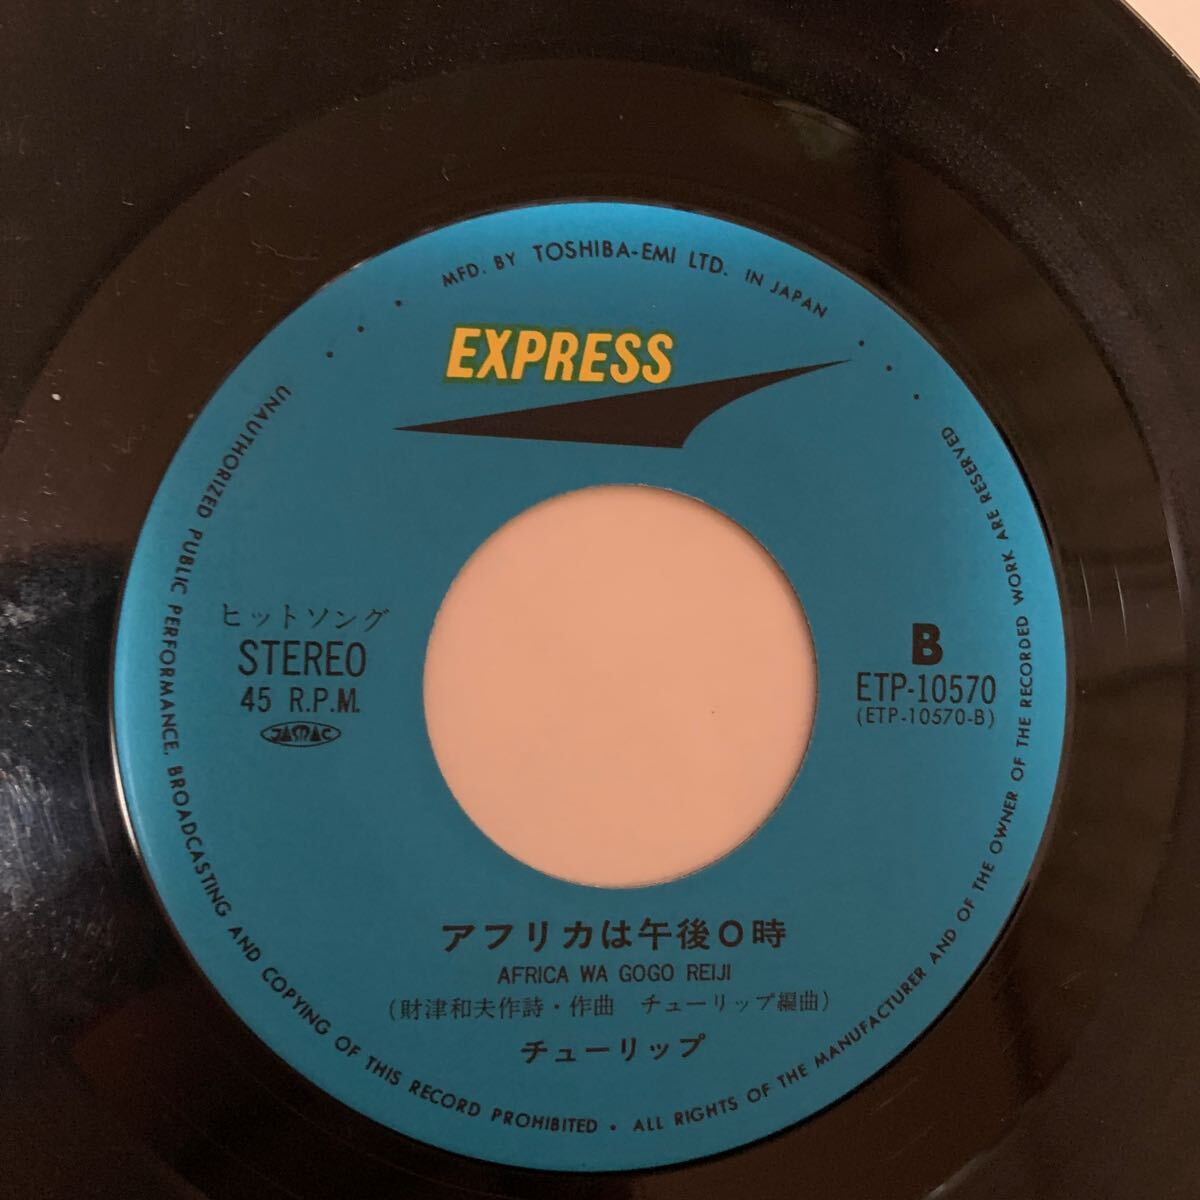 MFD. BY TOSHIBA-EMI LTD. IN JAPAN
EXPRESS
ヒットソング
STEREO
45 R.P.M.
JASRAC
B
ETP-10570
(ETP-10570-B)
アフリカは午後0時
AFRICA WA GOGO REIJI
(財津和夫作詩・作曲 チューリップ編曲)
チューリップ
UNAUTHORIZED PUBLIC PERFORMANCE, BROADCASTING AND COPYING OF THIS RECORD PROHIBITED • ALL RIGHTS OF THE MANUFACTURER AND OF THE OWNER OF THE RECORDED WORK ARE RESERVED